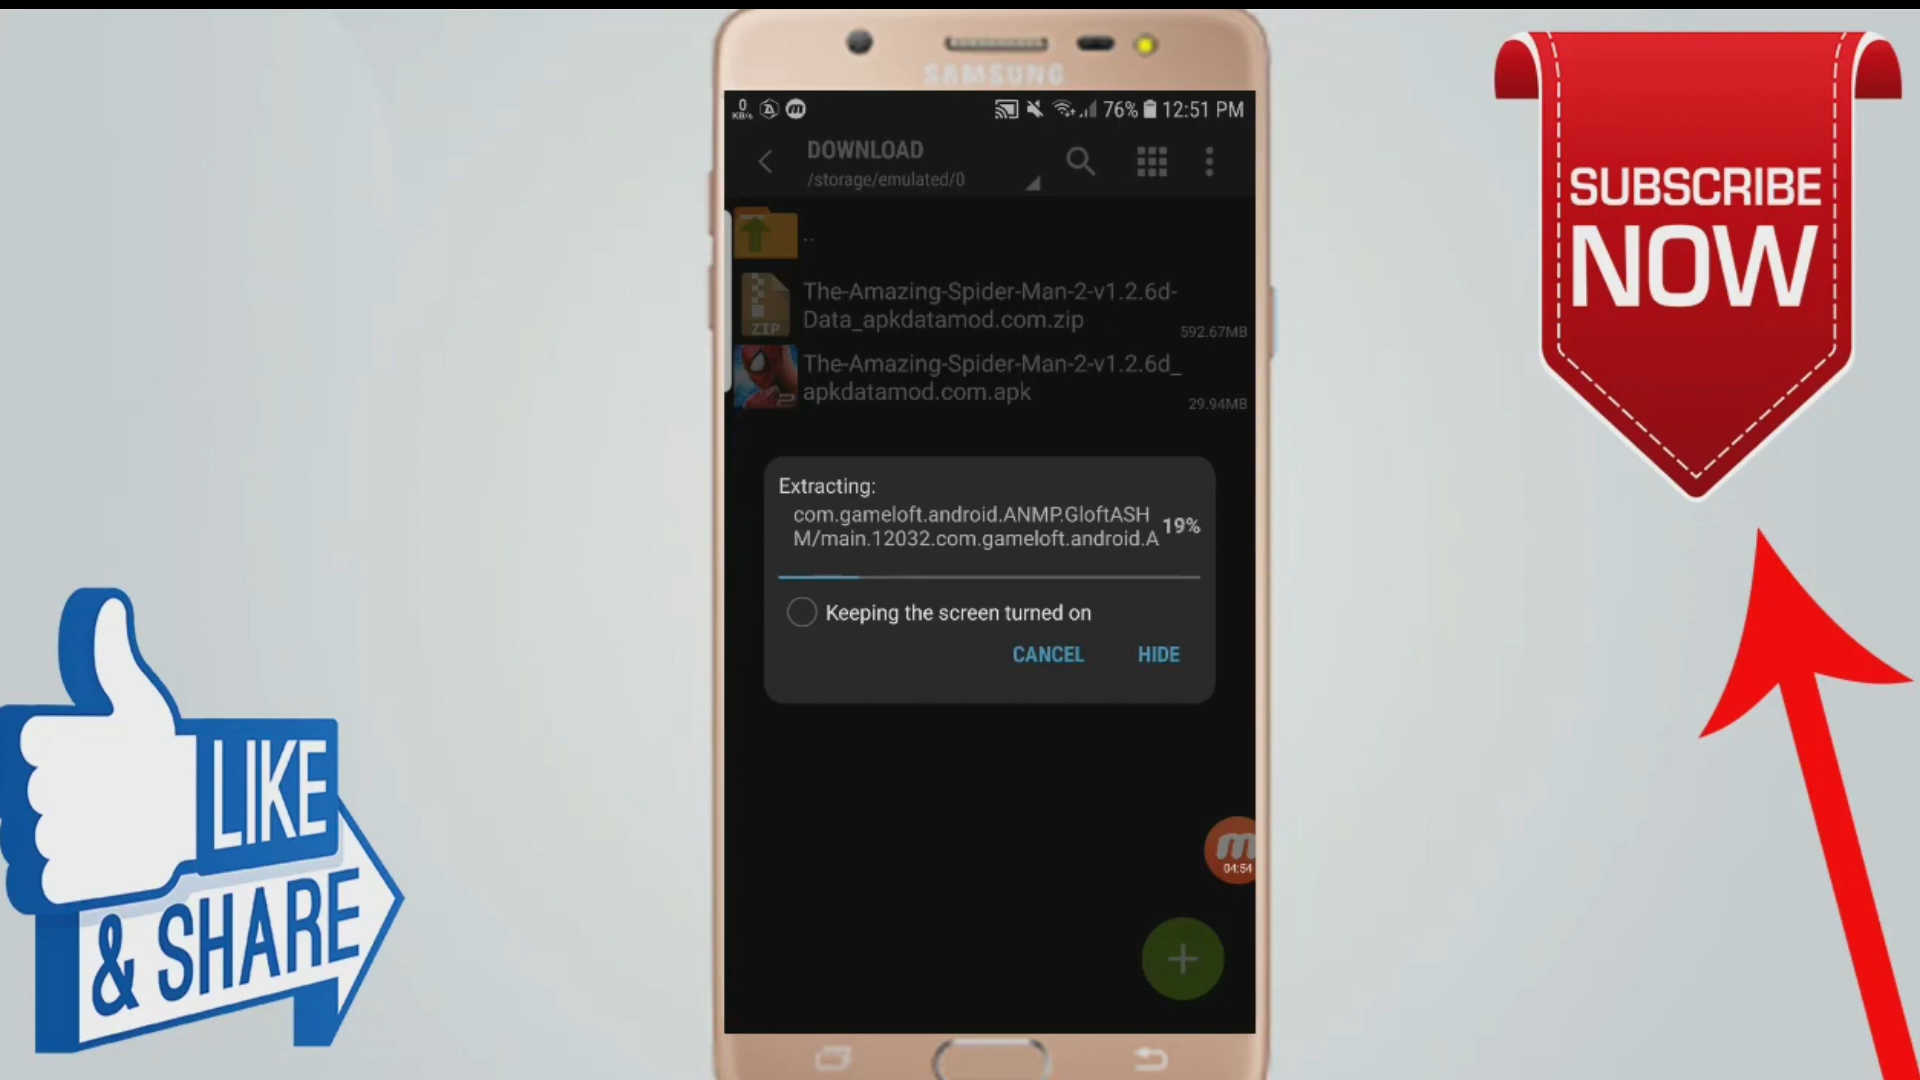 SAMSUNG
0
KB/s
76% 12:51 PM
DOWNLOAD
/storage/emulated/0
..
The-Amazing-Spider-Man-2-v1.2.6d-
Data_apkdatamod.com.zip
ZIP
592.67MB
The-Amazing-Spider-Man-2-v1.2.6d_
apkdatamod.com.apk
2
29.94MB
Extracting:
com.gameloft.android.ANMP.GloftASH
M/main.12032.com.gameloft.android.A
19%
Keeping the screen turned on
CANCEL HIDE
m
04:54
SUBSCRIBE
NOW
LIKE
& SHARE